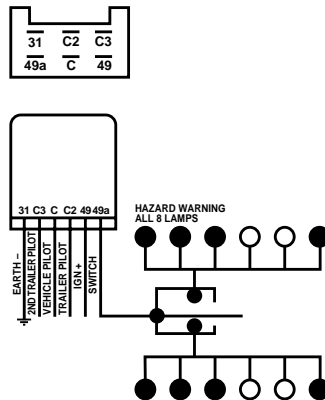 31 C2 C3
49a C 49
31 C3 C C2 49 49a
EARTH –
2ND TRAILER PILOT
VEHICLE PILOT
TRAILER PILOT
IGN +
SWITCH
HAZARD WARNING
ALL 8 LAMPS